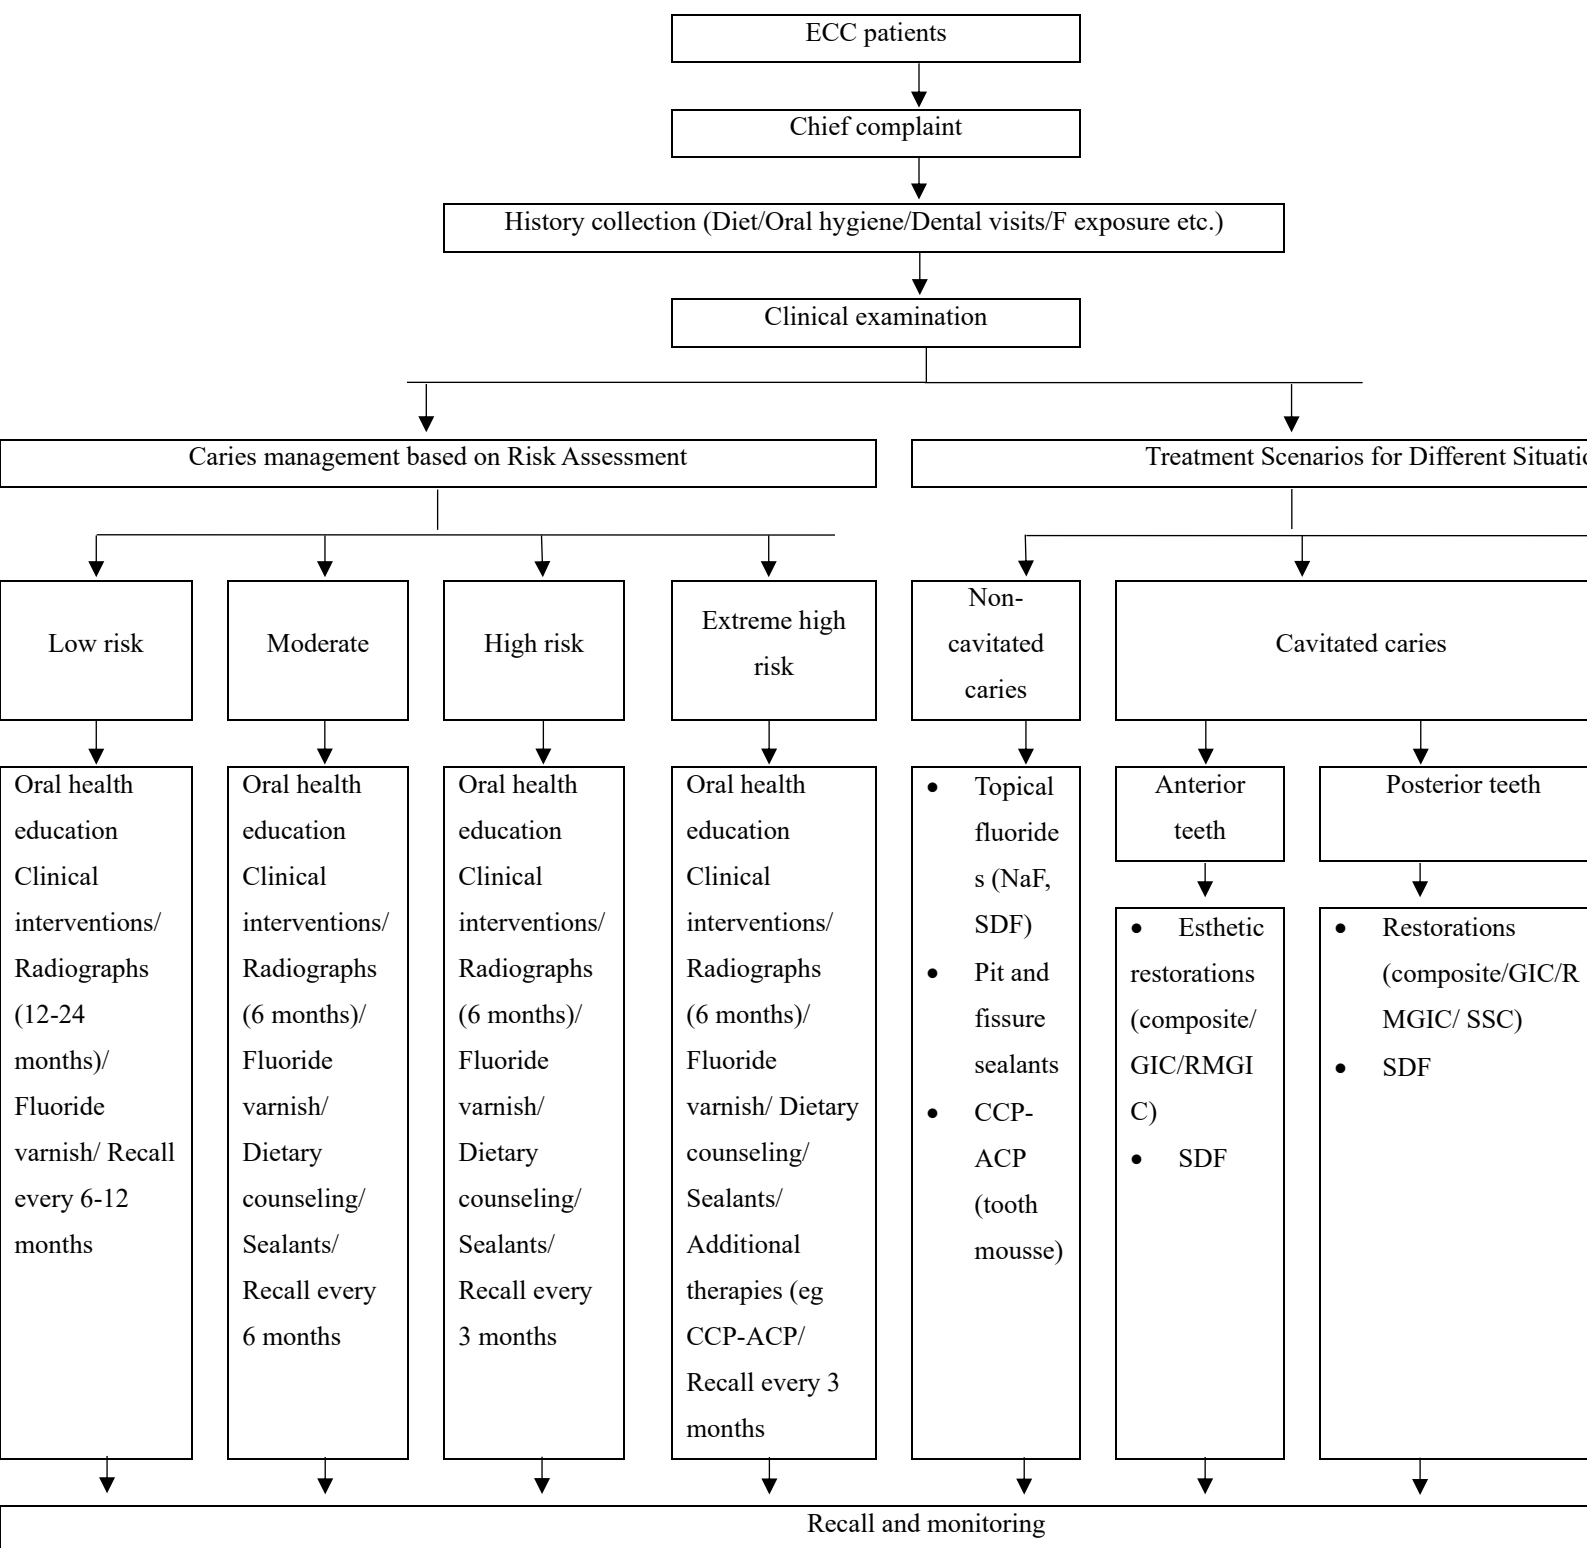 ECC patients
Chief complaint
History collection (Diet/Oral hygiene/Dental visits/F exposure etc.)
Clinical examination
Caries management based on Risk Assessment
Treatment Scenarios for Different Situatio
Low risk
Moderate
High risk
Extreme high
risk
Non-
cavitated
caries
Cavitated caries
Oral health
education
Clinical
interventions/
Radiographs
(12-24
months)/
Fluoride
varnish/ Recall
every 6-12
months
Oral health
education
Clinical
interventions/
Radiographs
(6 months)/
Fluoride
varnish/
Dietary
counseling/
Sealants/
Recall every
6 months
Oral health
education
Clinical
interventions/
Radiographs
(6 months)/
Fluoride
varnish/
Dietary
counseling/
Sealants/
Recall every
3 months
Oral health
education
Clinical
interventions/
Radiographs
(6 months)/
Fluoride
varnish/ Dietary
counseling/
Sealants/
Additional
therapies (eg
CCP-ACP/
Recall every 3
months
• Topical
fluoride
s (NaF,
SDF)
• Pit and
fissure
sealants
• CCP-
ACP
(tooth
mousse)
Anterior
teeth
• Esthetic
restorations
(composite/
GIC/RMGI
C)
• SDF
Posterior teeth
• Restorations
(composite/GIC/R
MGIC/ SSC)
• SDF
Recall and monitoring